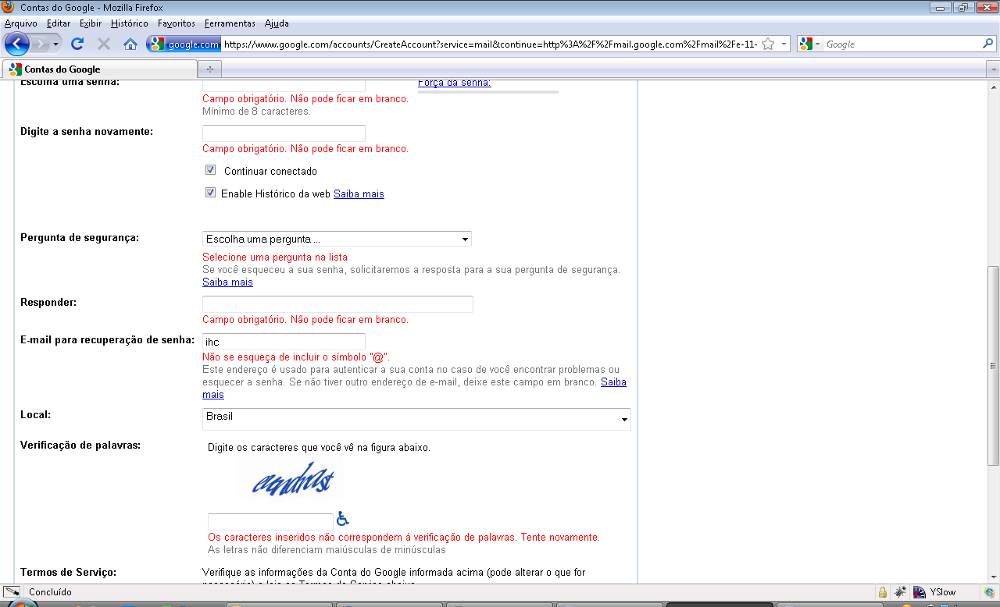 Contas do Google - Mozilla Firefox
Arquivo Editar Exibir Histórico Favoritos Ferramentas Ajuda
google.com https://www.google.com/accounts/CreateAccount?service=mail&continue=http%3A%2F%2Fmail.google.com%2Fmail%2Fe-11- Google
Contas do Google
Escolha uma senha: Força da senha:
Campo obrigatório. Não pode ficar em branco.
Mínimo de 8 caracteres.
Digite a senha novamente:
Campo obrigatório. Não pode ficar em branco.
Continuar conectado
Enable Histórico da web Saiba mais
Pergunta de segurança: Escolha uma pergunta ...
Selecione uma pergunta na lista
Se você esqueceu a sua senha, solicitaremos a resposta para a sua pergunta de segurança.
Saiba mais
Responder:
Campo obrigatório. Não pode ficar em branco.
E-mail para recuperação de senha: ihc
Não se esqueça de incluir o símbolo "@".
Este endereço é usado para autenticar a sua conta no caso de você encontrar problemas ou
esquecer a senha. Se não tiver outro endereço de e-mail, deixe este campo em branco. Saiba
mais
Local: Brasil
Verificação de palavras: Digite os caracteres que você vê na figura abaixo.
Os caracteres inseridos não correspondem à verificação de palavras. Tente novamente.
As letras não diferenciam maiúsculas de minúsculas
Termos de Serviço: Verifique as informações da Conta do Google informada acima (pode alterar o que for
necessário) e leia os Termos de Serviço abaixo.
Concluído YSlow